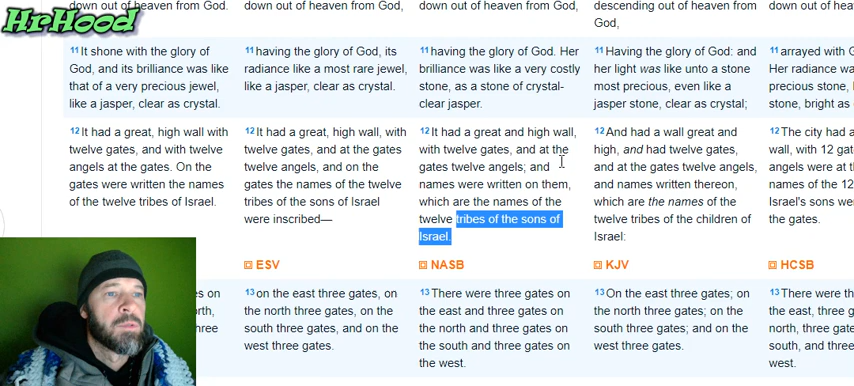 HrHood
down out of heaven from God.
11 It shone with the glory of
God, and its brilliance was like
that of a very precious jewel,
like a jasper, clear as crystal.
12 It had a great, high wall with
twelve gates, and with twelve
angels at the gates. On the
gates were written the names of
the twelve tribes of Israel.
down out of heaven from God,
11 having the glory of God, its
radiance like a most rare jewel,
like a jasper, clear as crystal.
12 It had a great, high wall, with
twelve gates, and at the gates
twelve angels, and on the
gates the names of the twelve
tribes of the sons of Israel
were inscribed—
ESV
13 on the east three gates, on
the north three gates, on the
south three gates, and on the
west three gates.
down out of heaven from God,
11 having the glory of God. Her
brilliance was like a very costly
stone, as a stone of crystal-
clear jasper.
12 It had a great and high wall,
with twelve gates, and at the
gates twelve angels; and
names were written on them,
which are the names of the
twelve tribes of the sons of
Israel.
NASB
13 There were three gates on
the east and three gates on
the north and three gates on
the south and three gates on
the west.
descending out of heaven from
God,
11 Having the glory of God: and
her light was like unto a stone
most precious, even like a
jasper stone, clear as crystal;
12 And had a wall great and
high, and had twelve gates,
and at the gates twelve angels,
and names written thereon,
which are the names of the
twelve tribes of the children of
Israel:
KJV
13 On the east three gates; on
the north three gates; on the
south three gates; and on the
west three gates.
down out of
11 arrayed with G
Her radiance wa
precious stone,
stone, bright as
12 The city had a
wall, with 12 gat
angels were at t
names of the 12
Israel's sons we
the gates.
HCSB
13 There were th
the east, three g
north, three gate
south, and three
the west.